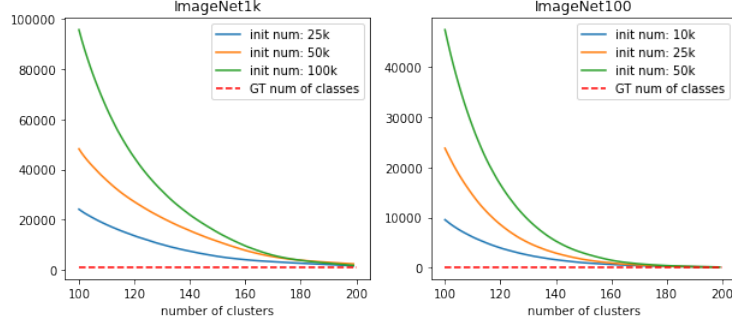 ImageNet1k
100000
80000
60000
40000
20000
0
init num: 25k
init num: 50k
init num: 100k
GT num of classes
100
120
140
160
180
200
number of clusters
ImageNet100
40000
30000
20000
10000
0
init num: 10k
init num: 25k
init num: 50k
GT num of classes
100
120
140
160
180
200
number of clusters